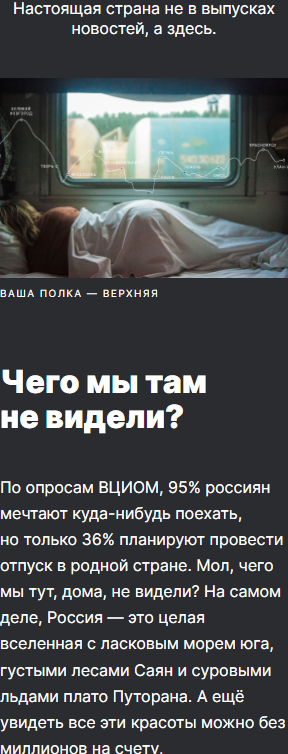 Настоящая страна не в выпусках
новостей, а здесь.
ВАША ПОЛКА — ВЕРХНЯЯ
Чего мы там
не видели?
По опросам ВЦИОМ, 95% россиян
мечтают куда-нибудь поехать,
но только 36% планируют провести
отпуск в родной стране. Мол, чего
мы тут, дома, не видели? На самом
деле, Россия — это целая
вселенная с ласковым морем юга,
густыми лесами Саян и суровыми
льдами плато Путорана. А ещё
увидеть все эти красоты можно без
миллионов на счету.